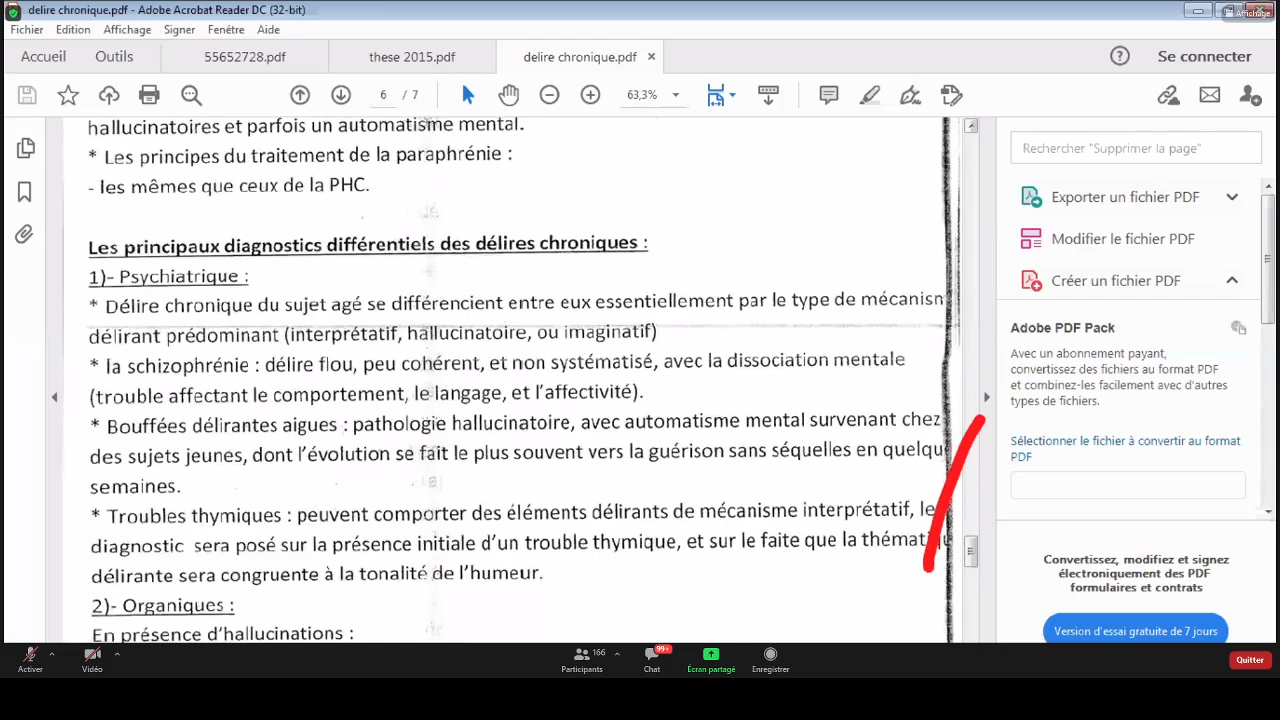 delire chronique.pdf - Adobe Acrobat Reader DC (32-bit)
Affichage
Fichier Edition Affichage Signer Fenêtre Aide
Accueil Outils 55652728.pdf these 2015.pdf delire chronique.pdf × ? Se connecter
6 / 7 63,3%
hallucinatoires et parfois un automatisme mental.
* Les principes du traitement de la paraphrénie :
- les mêmes que ceux de la PHC.
Les principaux diagnostics différentiels des délires chroniques :
1)- Psychiatrique :
* Délire chronique du sujet agé se différencient entre eux essentiellement par le type de mécanism
délirant prédominant (interprétatif, hallucinatoire, ou imaginatif)
* la schizophrénie : délire flou, peu cohérent, et non systématisé, avec la dissociation mentale
(trouble affectant le comportement, le langage, et l'affectivité).
* Bouffées délirantes aigues : pathologie hallucinatoire, avec automatisme mental survenant chez
des sujets jeunes, dont l'évolution se fait le plus souvent vers la guérison sans séquelles en quelqu
semaines.
* Troubles thymiques : peuvent comporter des éléments délirants de mécanisme interprétatif, le
diagnostic sera posé sur la présence initiale d'un trouble thymique, et sur le faite que la thématiq
délirante sera congruente à la tonalité de l'humeur.
2)- Organiques :
En présence d'hallucinations :
Rechercher "Supprimer la page"
Exporter un fichier PDF
Modifier le fichier PDF
Créer un fichier PDF
Adobe PDF Pack
Avec un abonnement payant,
convertissez des fichiers au format PDF
et combinez-les facilement avec d'autres
types de fichiers.
Sélectionner le fichier à convertir au format
PDF
Convertissez, modifiez et signez
électroniquement des PDF
formulaires et contrats
Version d'essai gratuite de 7 jours
Activer Vidéo 166 Participants 99+ Chat Écran partagé Enregistrer Quitter